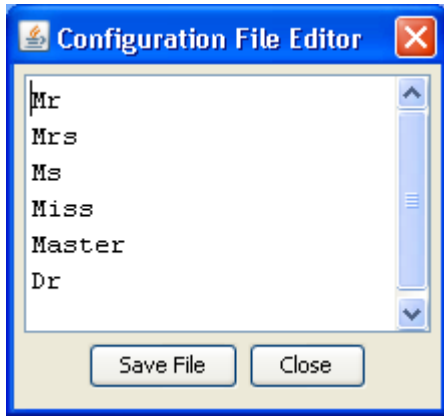 Configuration File Editor
Mr
Mrs
Ms
Miss
Master
Dr
Save File Close